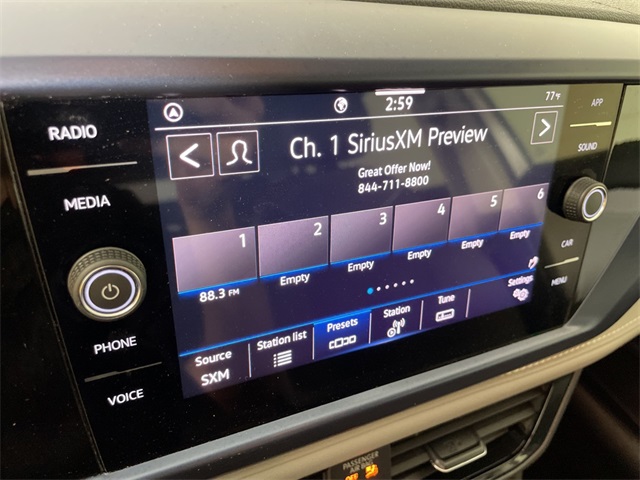 RADIO
MEDIA
PHONE
VOICE
2:59
77°F
Ch. 1 SiriusXM Preview
Great Offer Now!
844-711-8800
1
2
3
4
5
6
88.3 FM
Empty
Empty
Empty
Empty
Empty
Source
SXM
Station list
Presets
Station
Tune
Settings
APP
SOUND
CAR
MENU
PASSENGER
AIR BAG
OFF